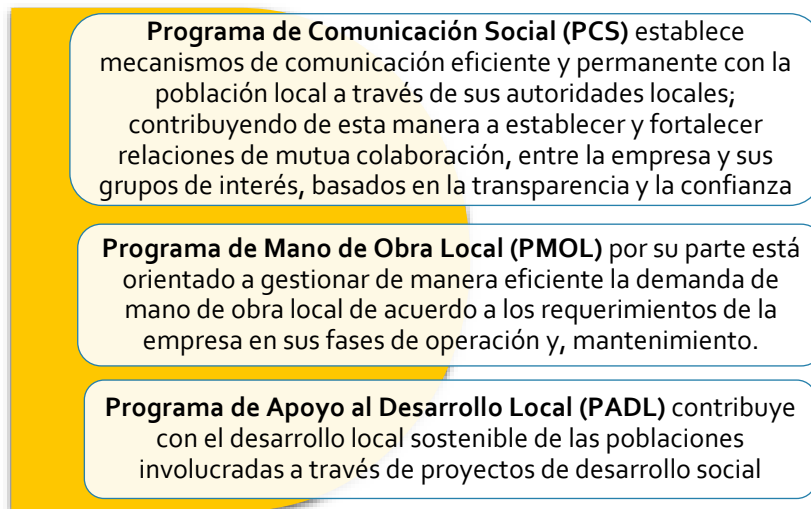 Programa de Comunicación Social (PCS) establece
mecanismos de comunicación eficiente y permanente con la
población local a través de sus autoridades locales;
contribuyendo de esta manera a establecer y fortalecer
relaciones de mutua colaboración, entre la empresa y sus
grupos de interés, basados en la transparencia y la confianza
Programa de Mano de Obra Local (PMOL) por su parte está
orientado a gestionar de manera eficiente la demanda de
mano de obra local de acuerdo a los requerimientos de la
empresa en sus fases de operación y, mantenimiento.
Programa de Apoyo al Desarrollo Local (PADL) contribuye
con el desarrollo local sostenible de las poblaciones
involucradas a través de proyectos de desarrollo social